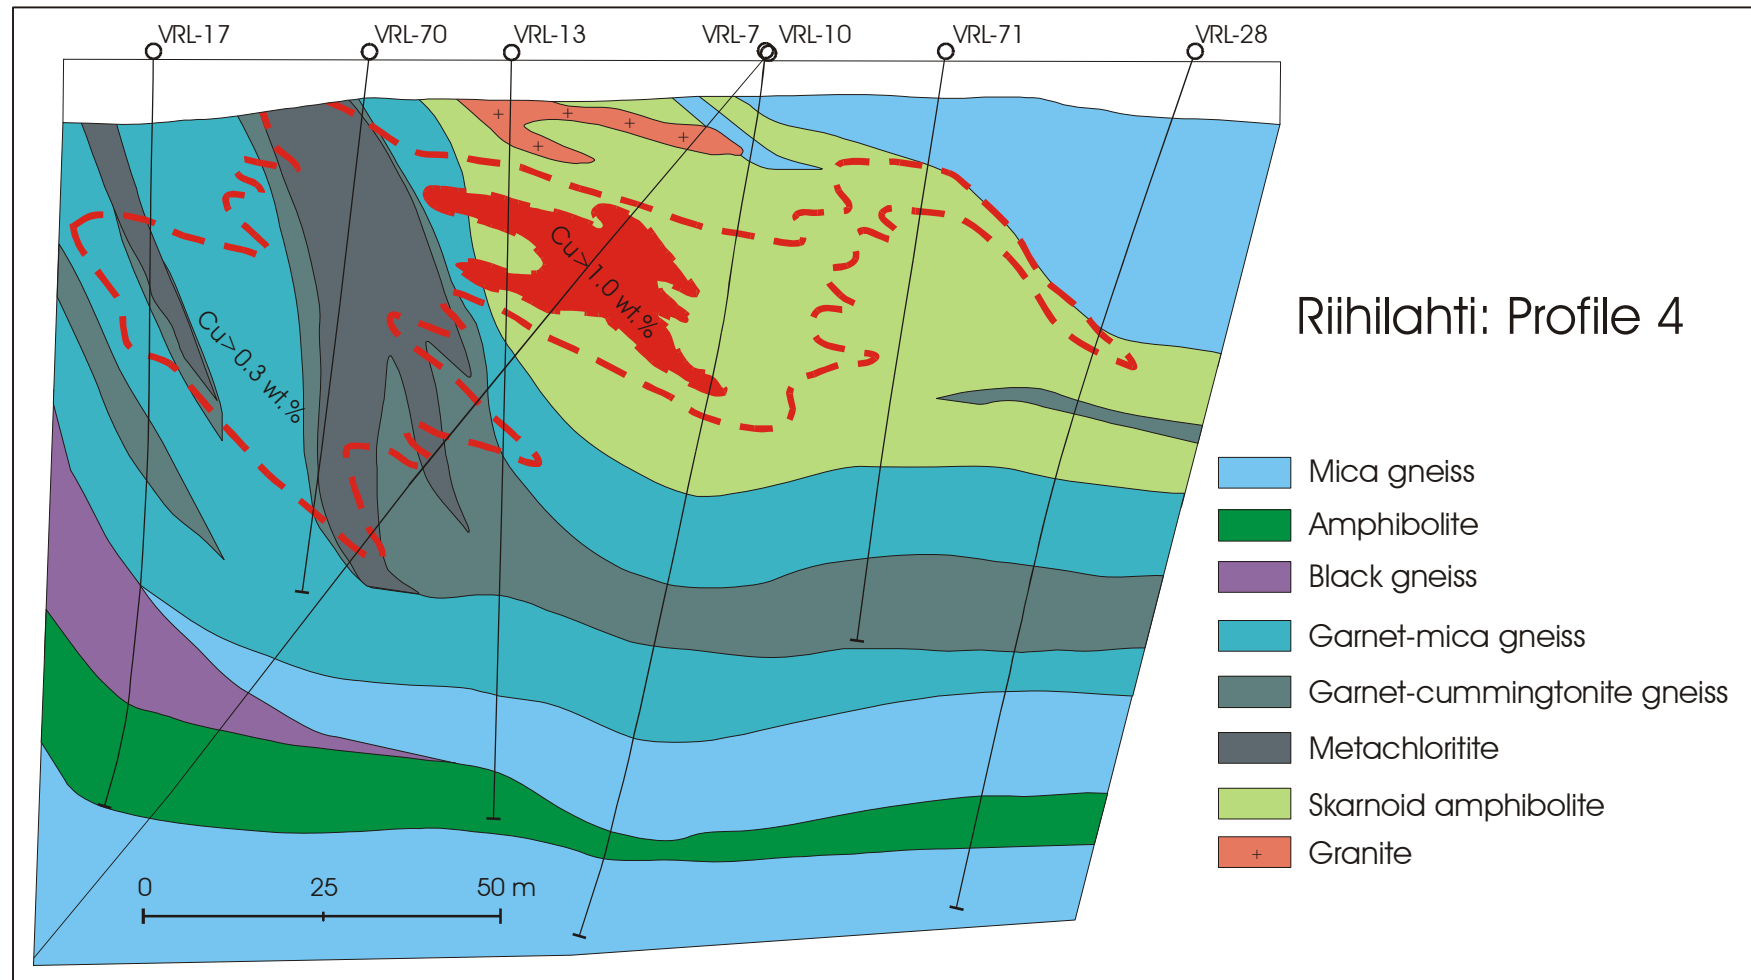 VRL-17
VRL-70
VRL-13
VRL-7
VRL-10
VRL-71
VRL-28
Cu>1.0 wt.%
Cu>0.3 wt.%
Riihilahti: Profile 4
Mica gneiss
Amphibolite
Black gneiss
Garnet-mica gneiss
Garnet-cummingtonite gneiss
Metachloritite
Skarnoid amphibolite
Granite
0 25 50 m